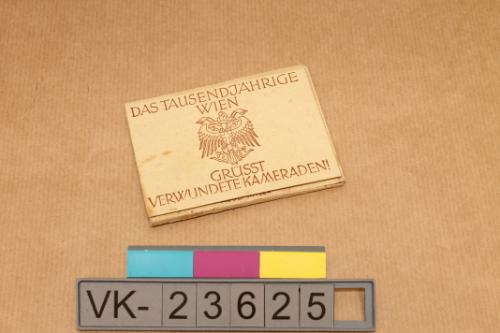 DAS TAUSENDJÄHRIGE
WIEN
GRÜSST
VERWUNDETE KAMERADEN!
VK-23625